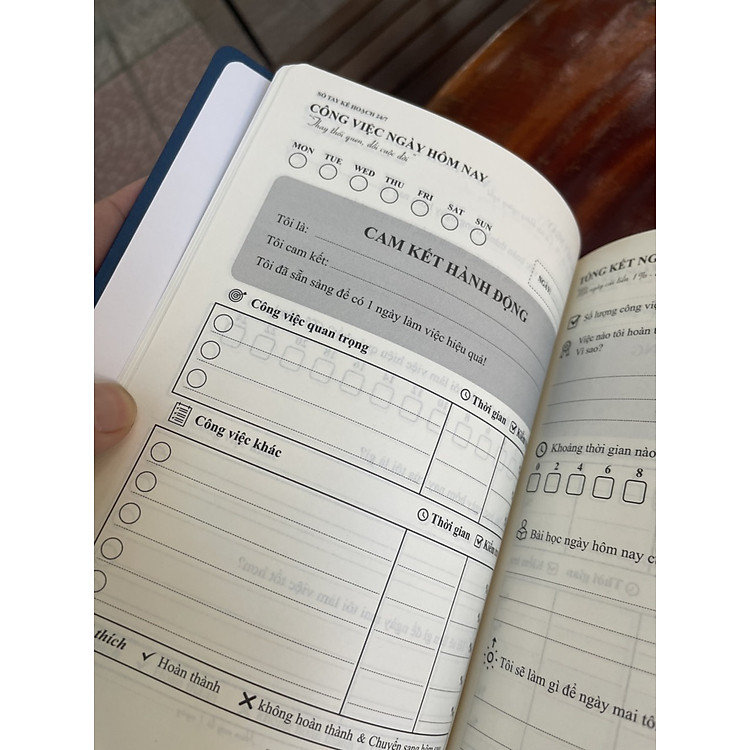 SỔ TAY KẾ HOẠCH 24/7
CÔNG VIỆC NGÀY HÔM NAY
"Thay thói quen, đổi cuộc đời"
MON TUE WED THU FRI SAT SUN
NGÀY:
CAM KẾT HÀNH ĐỘNG
Tôi là:
Tôi cam kết:
Tôi đã sẵn sàng để có 1 ngày làm việc hiệu quả!
Công việc quan trọng
Thời gian
Công việc khác
Thời gian
thích
Hoàn thành
không hoàn thành & Chuyển sang hôm
TỔNG KẾT
Số lượng công
Việc nào tôi hoàn
Vì sao?
Khoảng thời gian nào
0 2 4 6 8
Bài học ngày hôm nay
Tôi sẽ làm gì để ngày mai